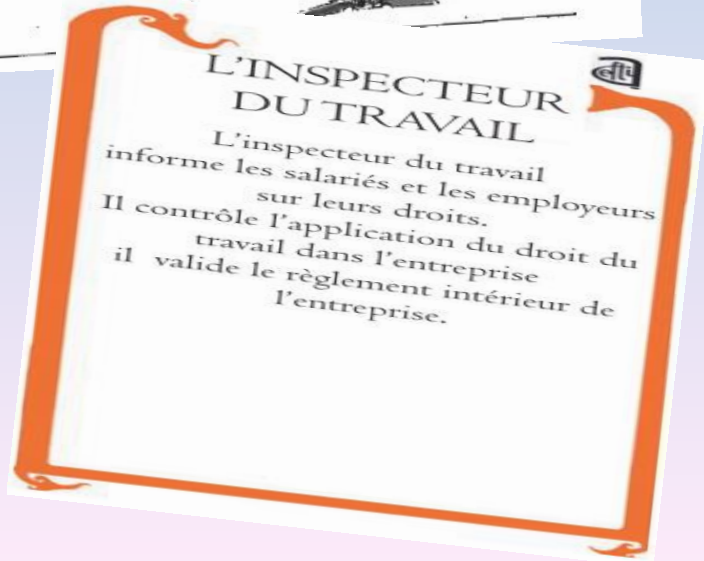 L'INSPECTEUR
DU TRAVAIL
L'inspecteur du travail
informe les salariés et les employeurs
sur leurs droits.
Il contrôle l'application du droit du
travail dans l'entreprise
il valide le règlement intérieur de
l'entreprise.